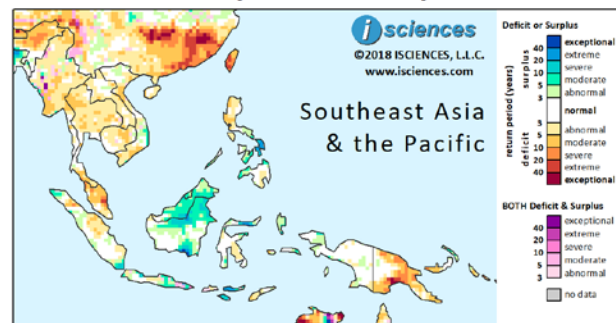 i sciences
©2018 ISCIENCES, L.L.C.
www.isciences.com
Southeast Asia
& the Pacific
Deficit or Surplus
return period (years)
surplus
deficit
exceptional
40
extreme
20
severe
10
moderate
5
abnormal
3
normal
3
abnormal
5
moderate
10
severe
20
extreme
40
exceptional
BOTH Deficit & Surplus
exceptional
40
extreme
20
severe
10
moderate
5
abnormal
3
no data